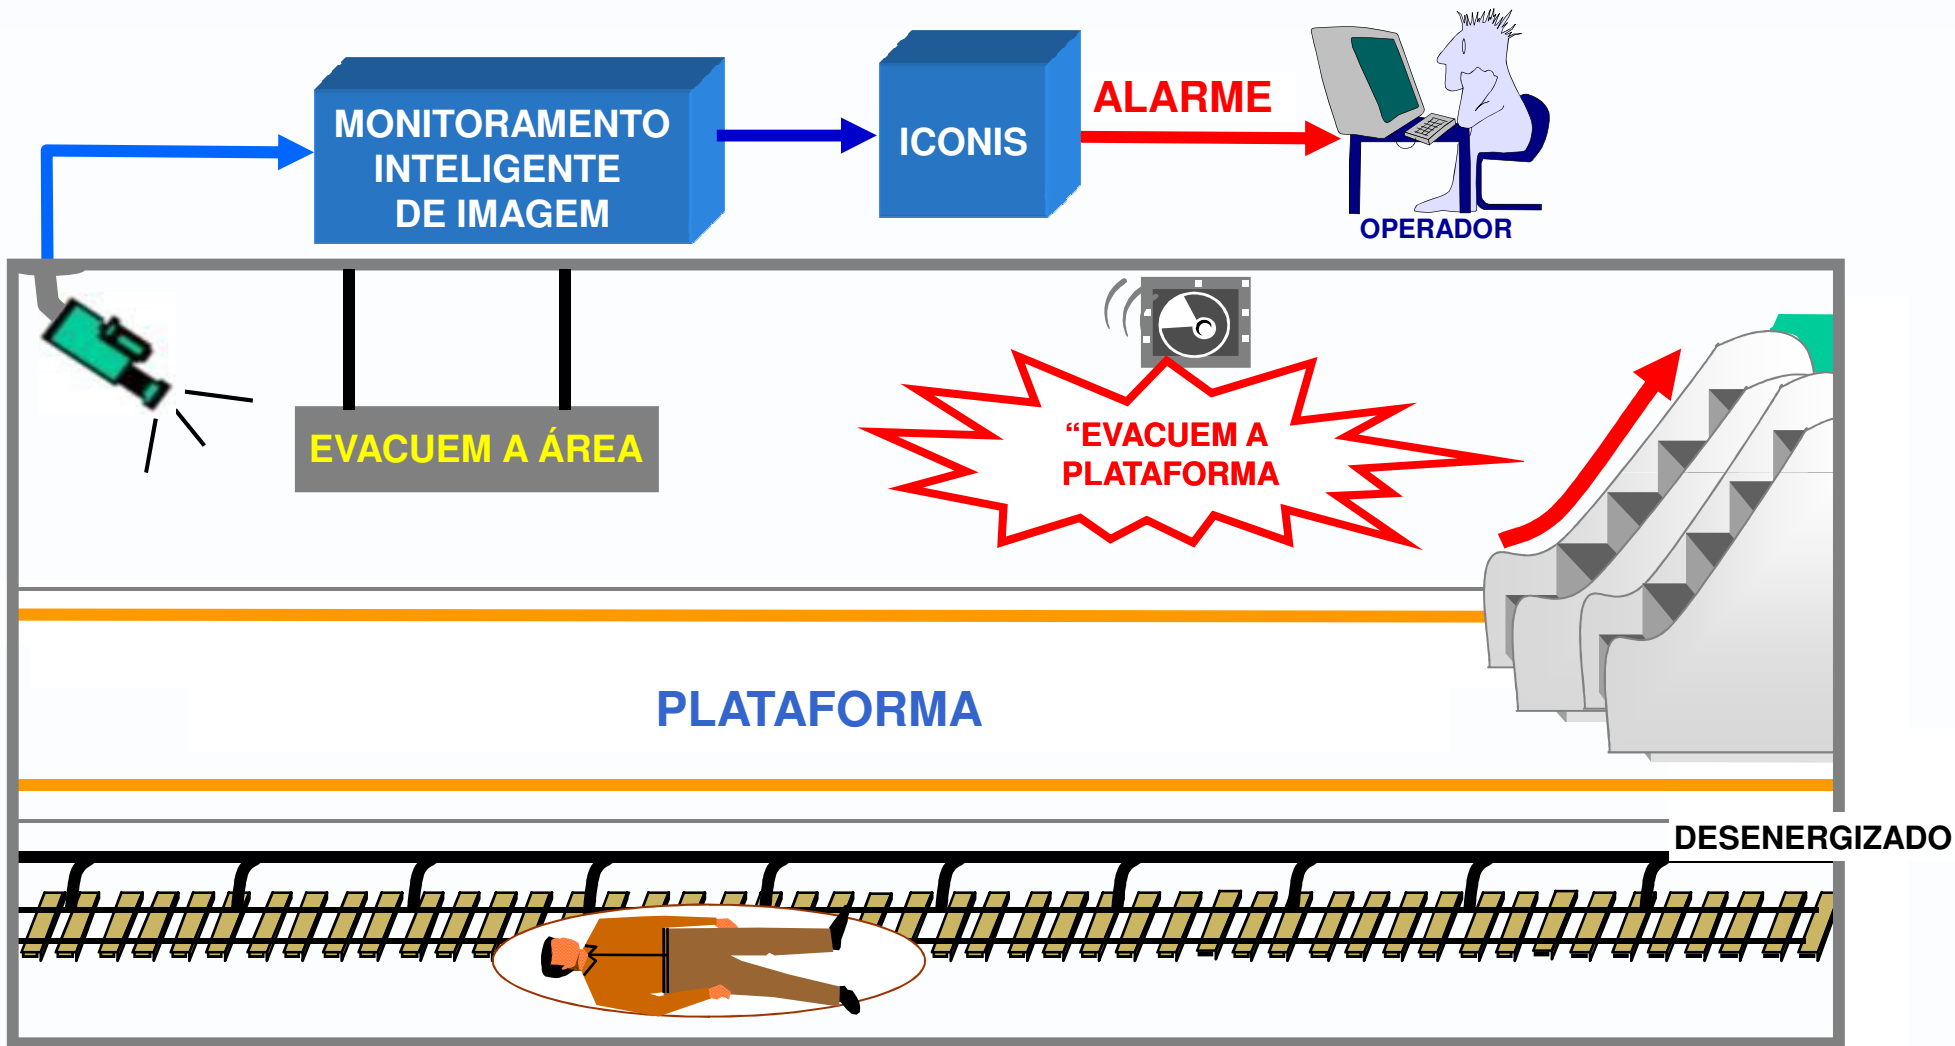 MONITORAMENTO
INTELIGENTE
DE IMAGEM
ICONIS
ALARME
OPERADOR
EVACUEM A ÁREA
“EVACUEM A
PLATAFORMA
PLATAFORMA
DESENERGIZADO